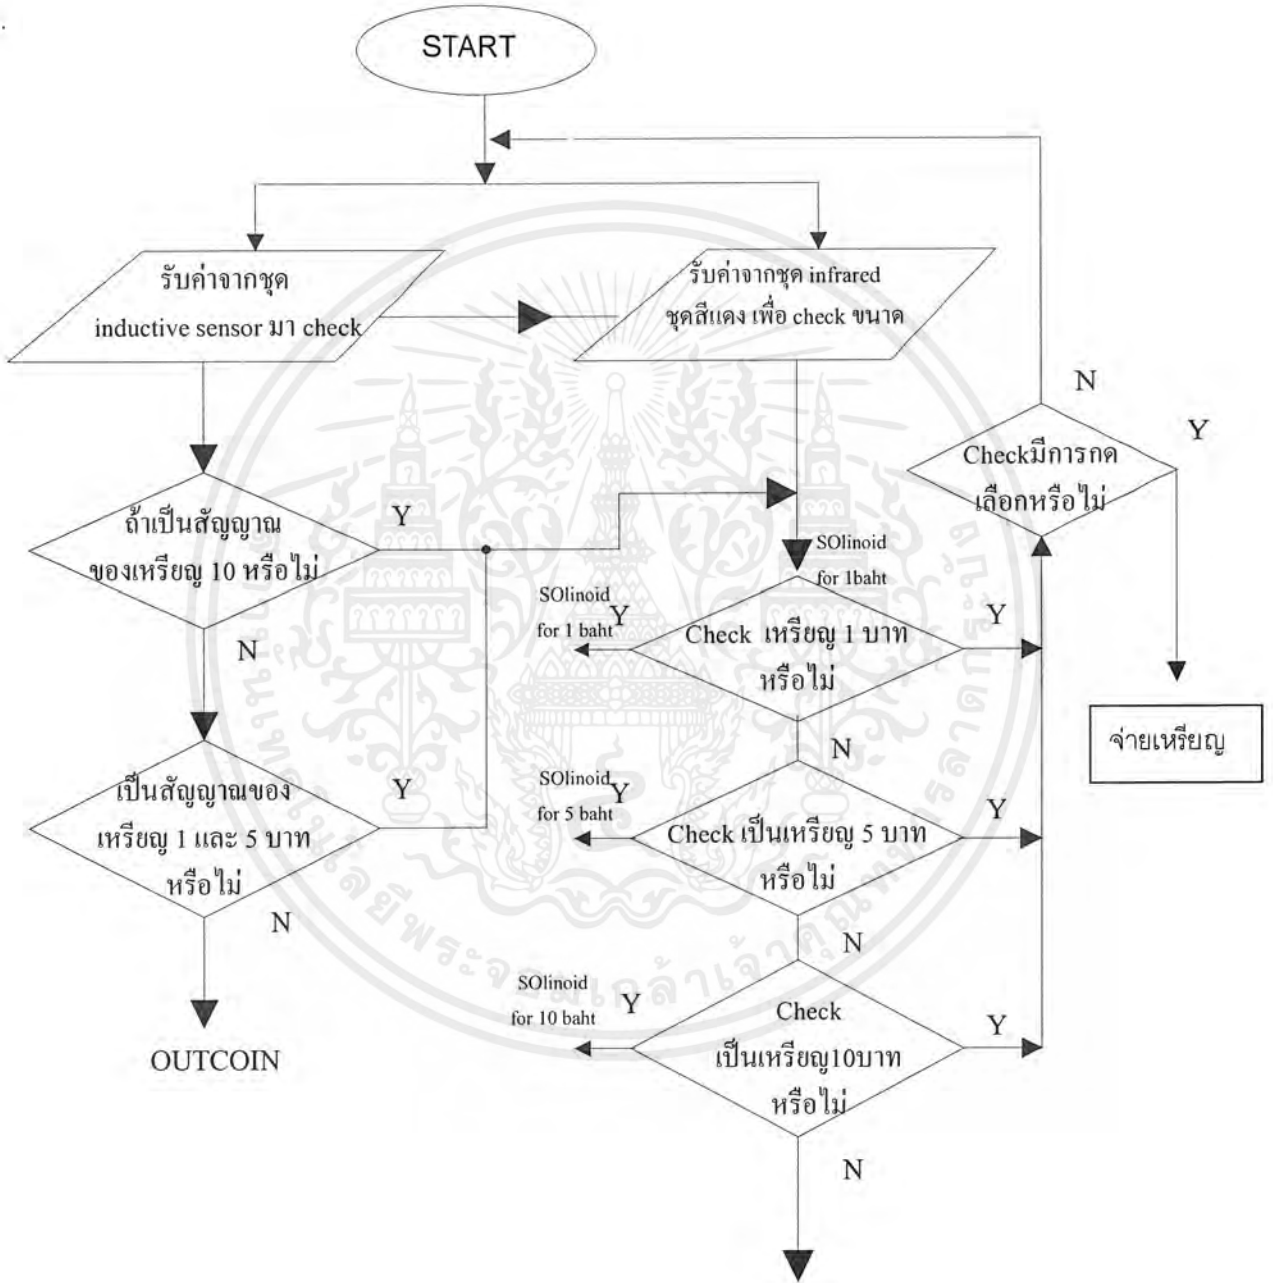 START
รับค่าจากชุด
inductive sensor มา check
รับค่าจากชุด infrared
ชุดสีแดง เพื่อ check ขนาด
N
Y
Checkมีการกด
เลือกหรือไม่
จ่ายเหรียญ
ถ้าเป็นสัญญาณ
ของเหรียญ 10 หรือไม่
Y
N
เป็นสัญญาณของ
เหรียญ 1 และ 5 บาท
หรือไม่
Y
N
OUTCOIN
SOlinoid
for 1baht
SOlinoid
for 1 baht
Y
Check เหรียญ 1 บาท
หรือไม่
Y
N
SOlinoid
for 5 baht
Y
Check เป็นเหรียญ 5 บาท
หรือไม่
Y
N
SOlinoid
for 10 baht
Y
Check
เป็นเหรียญ10บาท
หรือไม่
Y
N